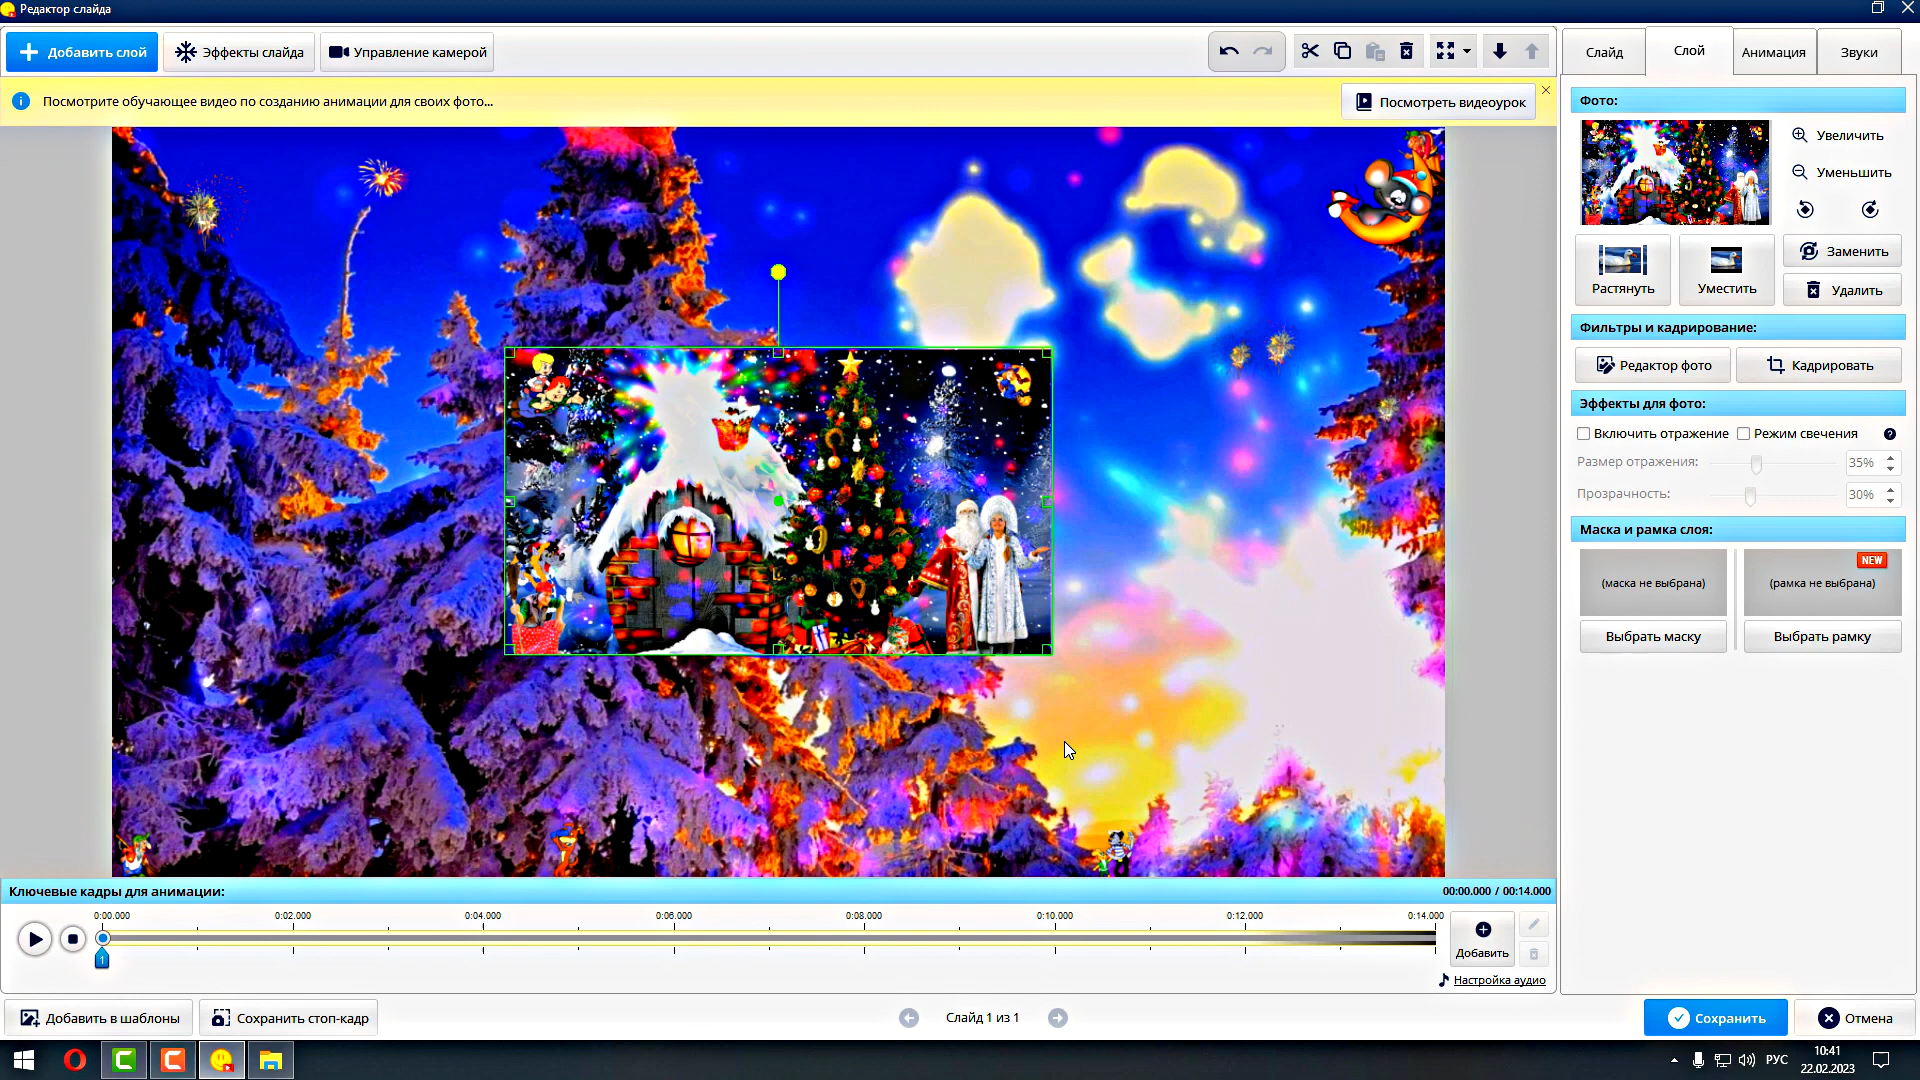 Редактор слайда
Добавить слой
Эффекты слайда
Управление камерой
Слайд
Слой
Анимация
Звуки
Посмотрите обучающее видео по созданию анимации для своих фото...
Посмотреть видеоурок
Фото:
Увеличить
Уменьшить
Растянуть
Уместить
Заменить
Удалить
Фильтры и кадрирование:
Редактор фото
Кадрировать
Эффекты для фото:
Включить отражение
Режим свечения
Размер отражения:
35%
Прозрачность:
30%
Маска и рамка слоя:
(маска не выбрана)
NEW
(рамка не выбрана)
Выбрать маску
Выбрать рамку
Ключевые кадры для анимации:
00:00.000 / 00:14.000
0:00.000
0:02.000
0:04.000
0:06.000
0:08.000
0:10.000
0:12.000
0:14.000
1
Добавить
Настройка аудио
Добавить в шаблоны
Сохранить стоп-кадр
Слайд 1 из 1
Сохранить
Отмена
РУС
10:41
22.02.2023